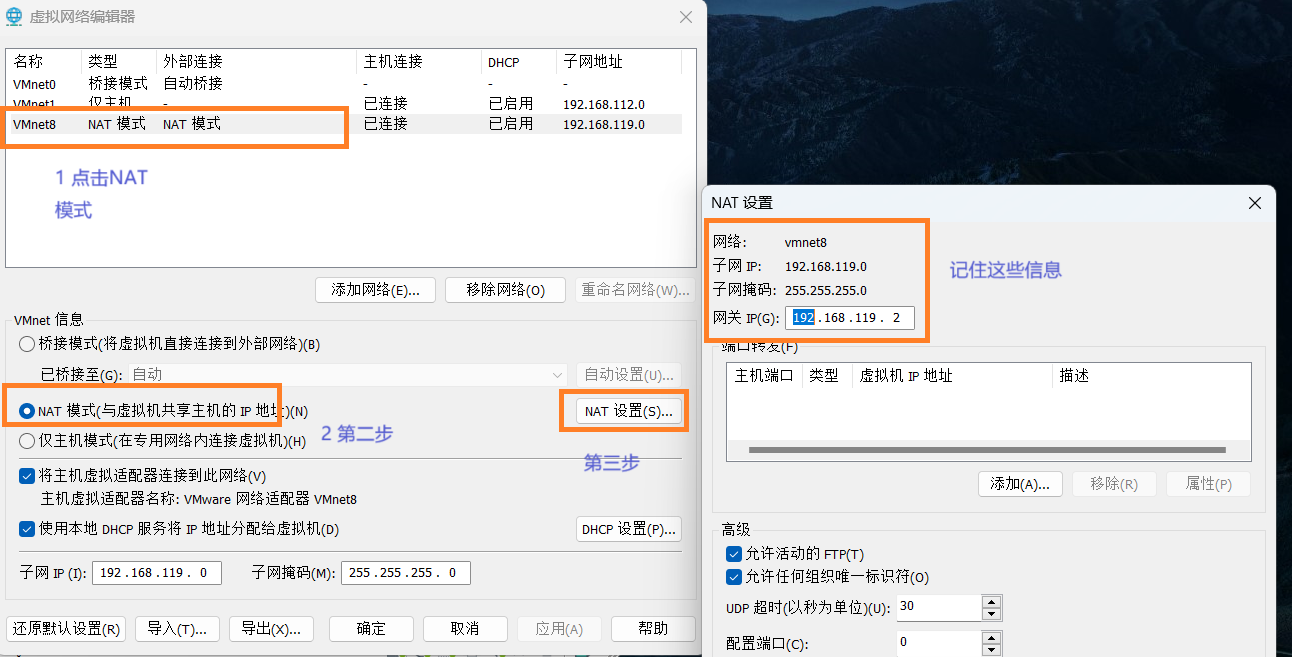 虚拟网络编辑器
名称 类型 外部连接 主机连接 DHCP 子网地址
VMnet0 桥接模式 自动桥接 - - -
VMnet1 仅主机... - 已连接 已启用 192.168.112.0
VMnet8 NAT 模式 NAT 模式 已连接 已启用 192.168.119.0
1 点击NAT
模式
添加网络(E)... 移除网络(O) 重命名网络(W)...
VMnet 信息
桥接模式(将虚拟机直接连接到外部网络)(B)
已桥接至(G): 自动 自动设置(U)...
NAT 模式(与虚拟机共享主机的 IP 地址)(N) NAT 设置(S)...
仅主机模式(在专用网络内连接虚拟机)(H)
2 第二步
第三步
将主机虚拟适配器连接到此网络(V)
主机虚拟适配器名称: VMware 网络适配器 VMnet8
使用本地 DHCP 服务将 IP 地址分配给虚拟机(D) DHCP 设置(P)...
子网 IP (I): 192.168.119. 0 子网掩码(M): 255.255.255. 0
还原默认设置(R) 导入(T)... 导出(X)... 确定 取消 应用(A) 帮助
NAT 设置
网络: vmnet8
子网 IP: 192.168.119.0
子网掩码: 255.255.255.0
网关 IP(G): 192.168.119. 2
记住这些信息
端口转发(F)
主机端口 类型 虚拟机 IP 地址 描述
添加(A)... 移除(R) 属性(P)
高级
允许活动的 FTP(T)
允许任何组织唯一标识符(O)
UDP 超时(以秒为单位)(U): 30
配置端口(C): 0